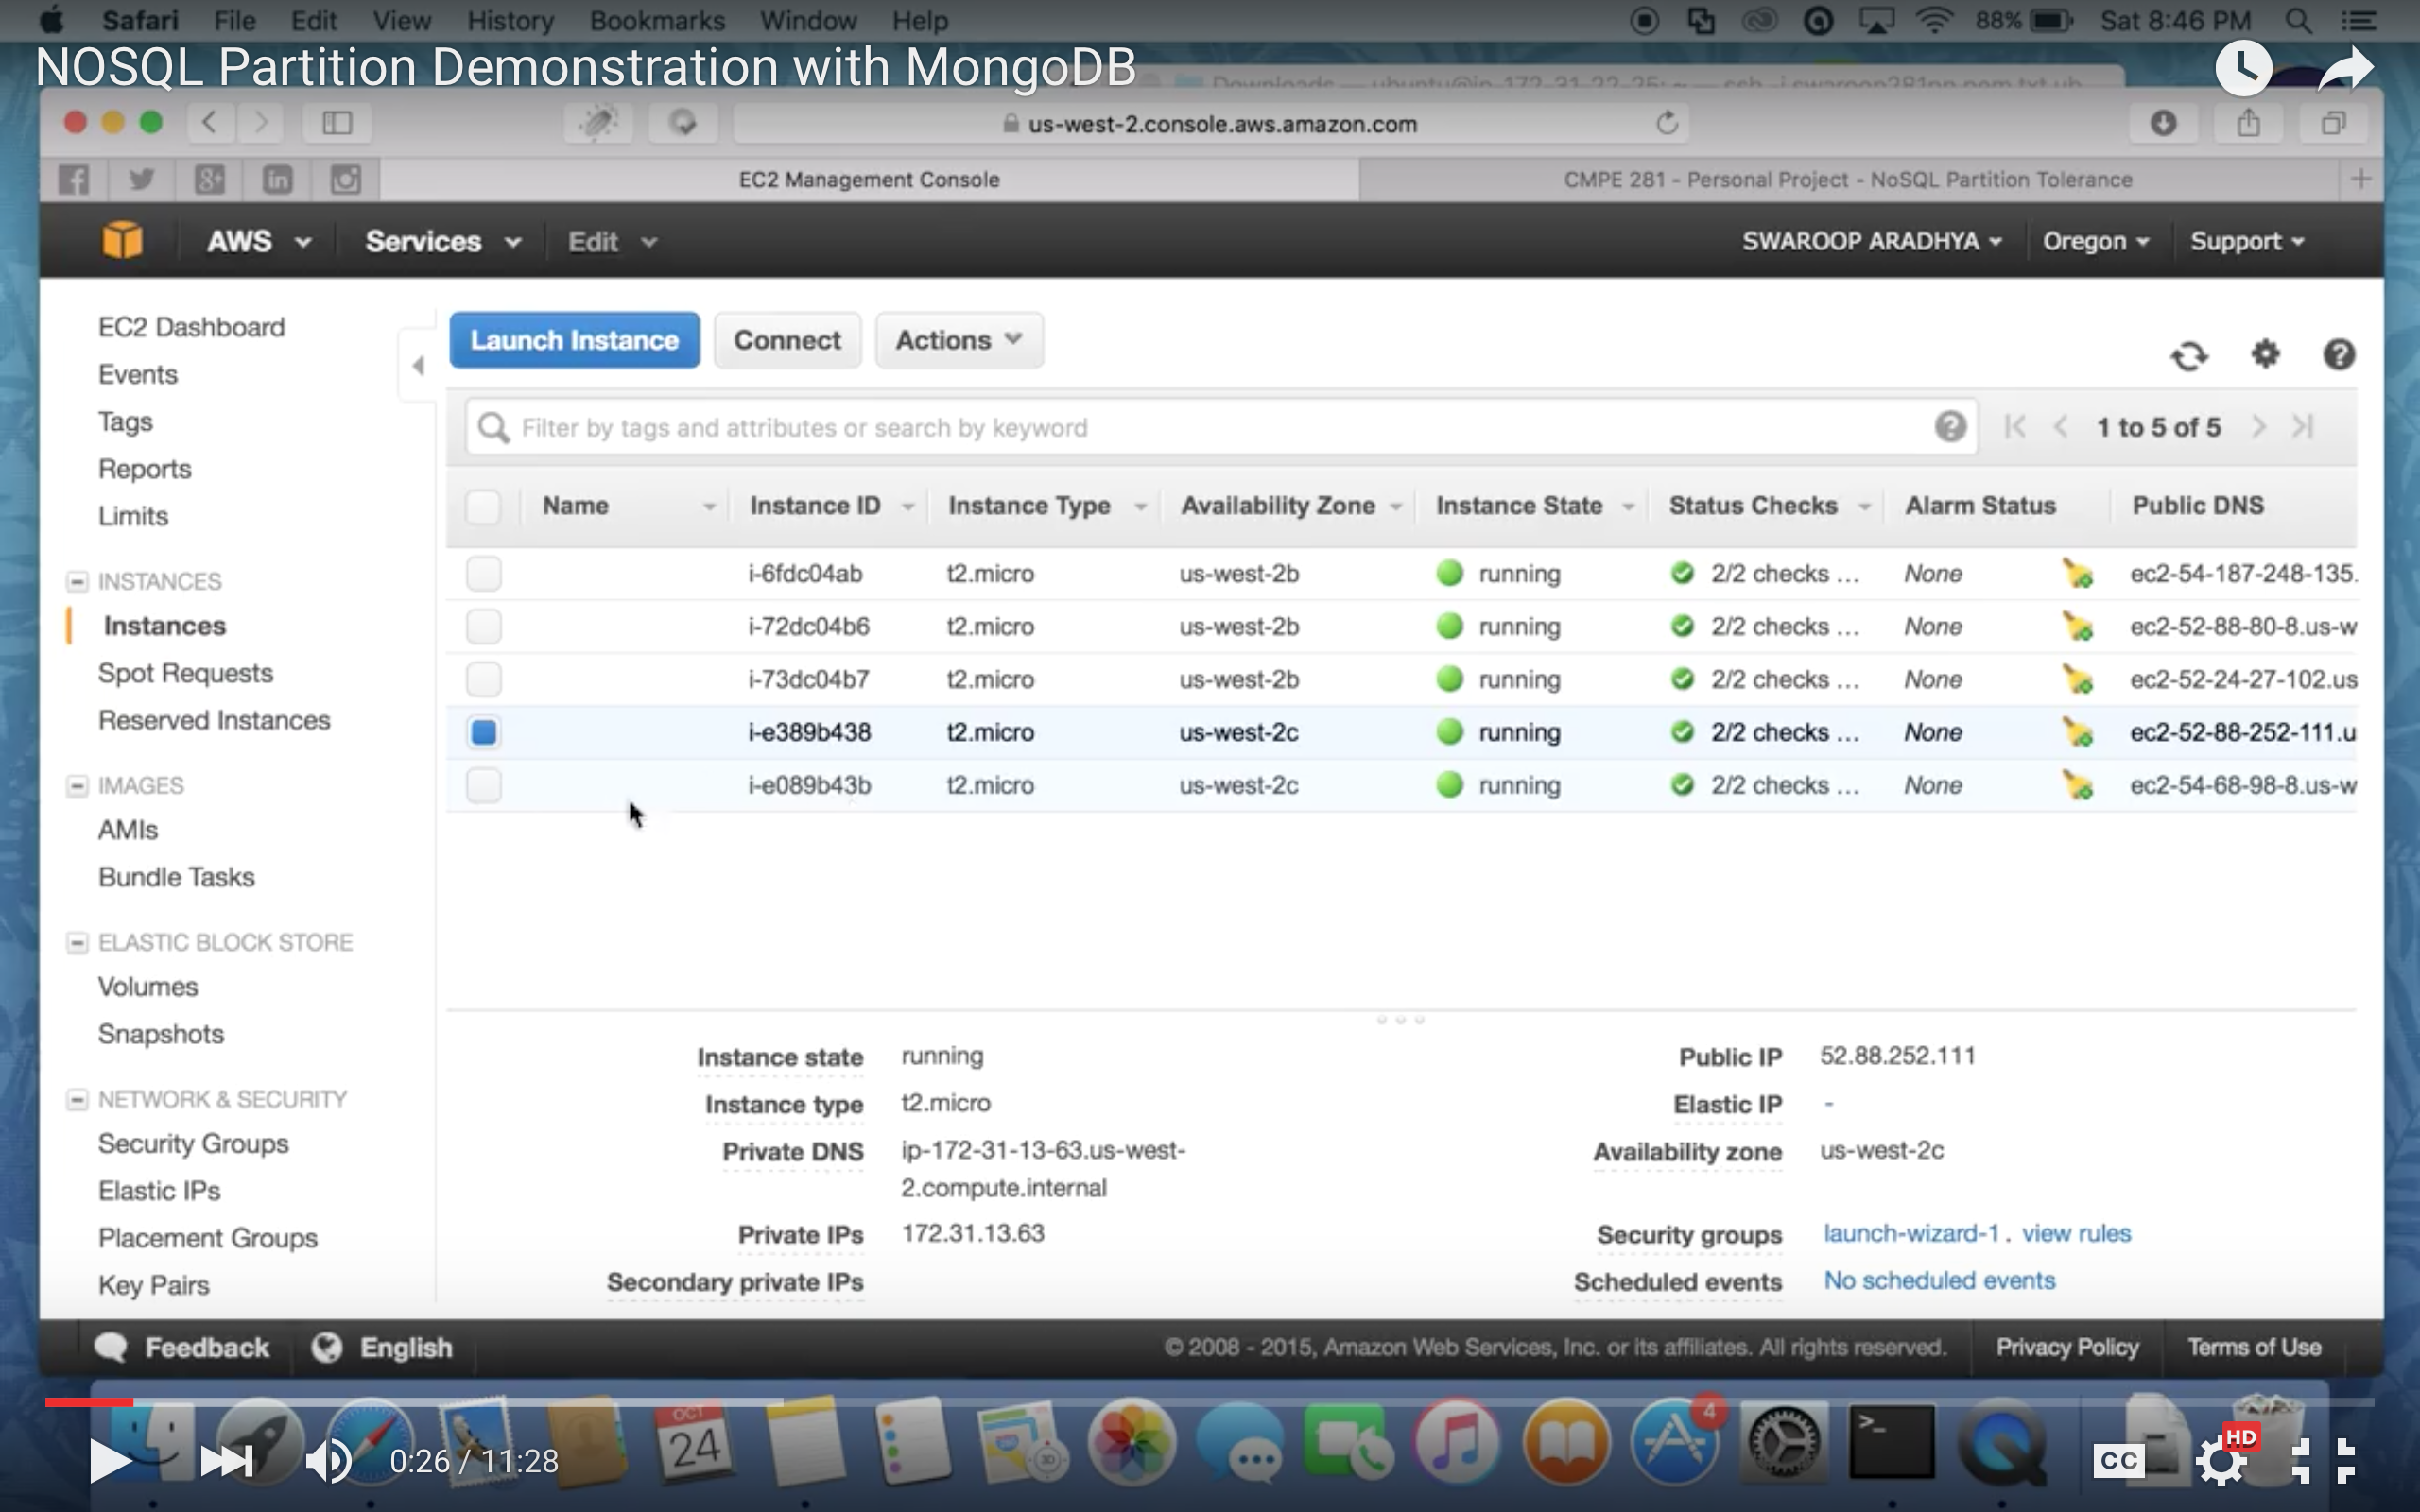 Safari File Edit View History Bookmarks Window Help 88% Sat 8:46 PM
NOSQL Partition Demonstration with MongoDB
us-west-2.console.aws.amazon.com
EC2 Management Console CMPE 281 - Personal Project - NoSQL Partition Tolerance
AWS Services Edit SWAROOP ARADHYA Oregon Support
EC2 Dashboard
Events
Tags
Reports
Limits
INSTANCES
Instances
Spot Requests
Reserved Instances
IMAGES
AMIs
Bundle Tasks
ELASTIC BLOCK STORE
Volumes
Snapshots
NETWORK & SECURITY
Security Groups
Elastic IPs
Placement Groups
Key Pairs
Launch Instance Connect Actions
Filter by tags and attributes or search by keyword 1 to 5 of 5
Name Instance ID Instance Type Availability Zone Instance State Status Checks Alarm Status Public DNS
i-6fdc04ab t2.micro us-west-2b running 2/2 checks ... None ec2-54-187-248-135.
i-72dc04b6 t2.micro us-west-2b running 2/2 checks ... None ec2-52-88-80-8.us-w
i-73dc04b7 t2.micro us-west-2b running 2/2 checks ... None ec2-52-24-27-102.us
i-e389b438 t2.micro us-west-2c running 2/2 checks ... None ec2-52-88-252-111.u
i-e089b43b t2.micro us-west-2c running 2/2 checks ... None ec2-54-68-98-8.us-w
Instance state running Public IP 52.88.252.111
Instance type t2.micro Elastic IP -
Private DNS ip-172-31-13-63.us-west-
2.compute.internal
Availability zone us-west-2c
Private IPs 172.31.13.63 Security groups launch-wizard-1. view rules
Secondary private IPs Scheduled events No scheduled events
Feedback English © 2008 - 2015, Amazon Web Services, Inc. or its affiliates. All rights reserved. Privacy Policy Terms of Use
OCT
24
4
0:26 / 11:28 CC HD